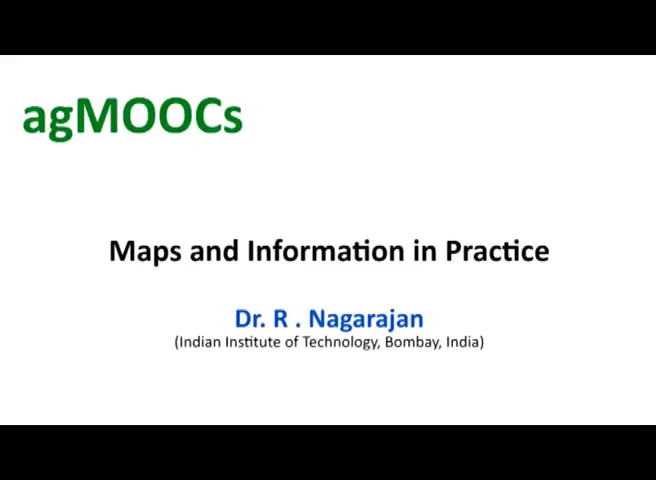 agMOOCs
Maps and Information in Practice
Dr. R . Nagarajan
(Indian Institute of Technology, Bombay, India)